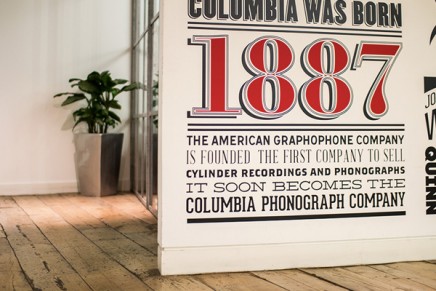 COLUMBIA WAS BORN
1887
THE AMERICAN GRAPHOPHONE COMPANY
IS FOUNDED THE FIRST COMPANY TO SELL
CYLINDER RECORDINGS AND PHONOGRAPHS
IT SOON BECOMES THE
COLUMBIA PHONOGRAPH COMPANY
JO
W
QUINN